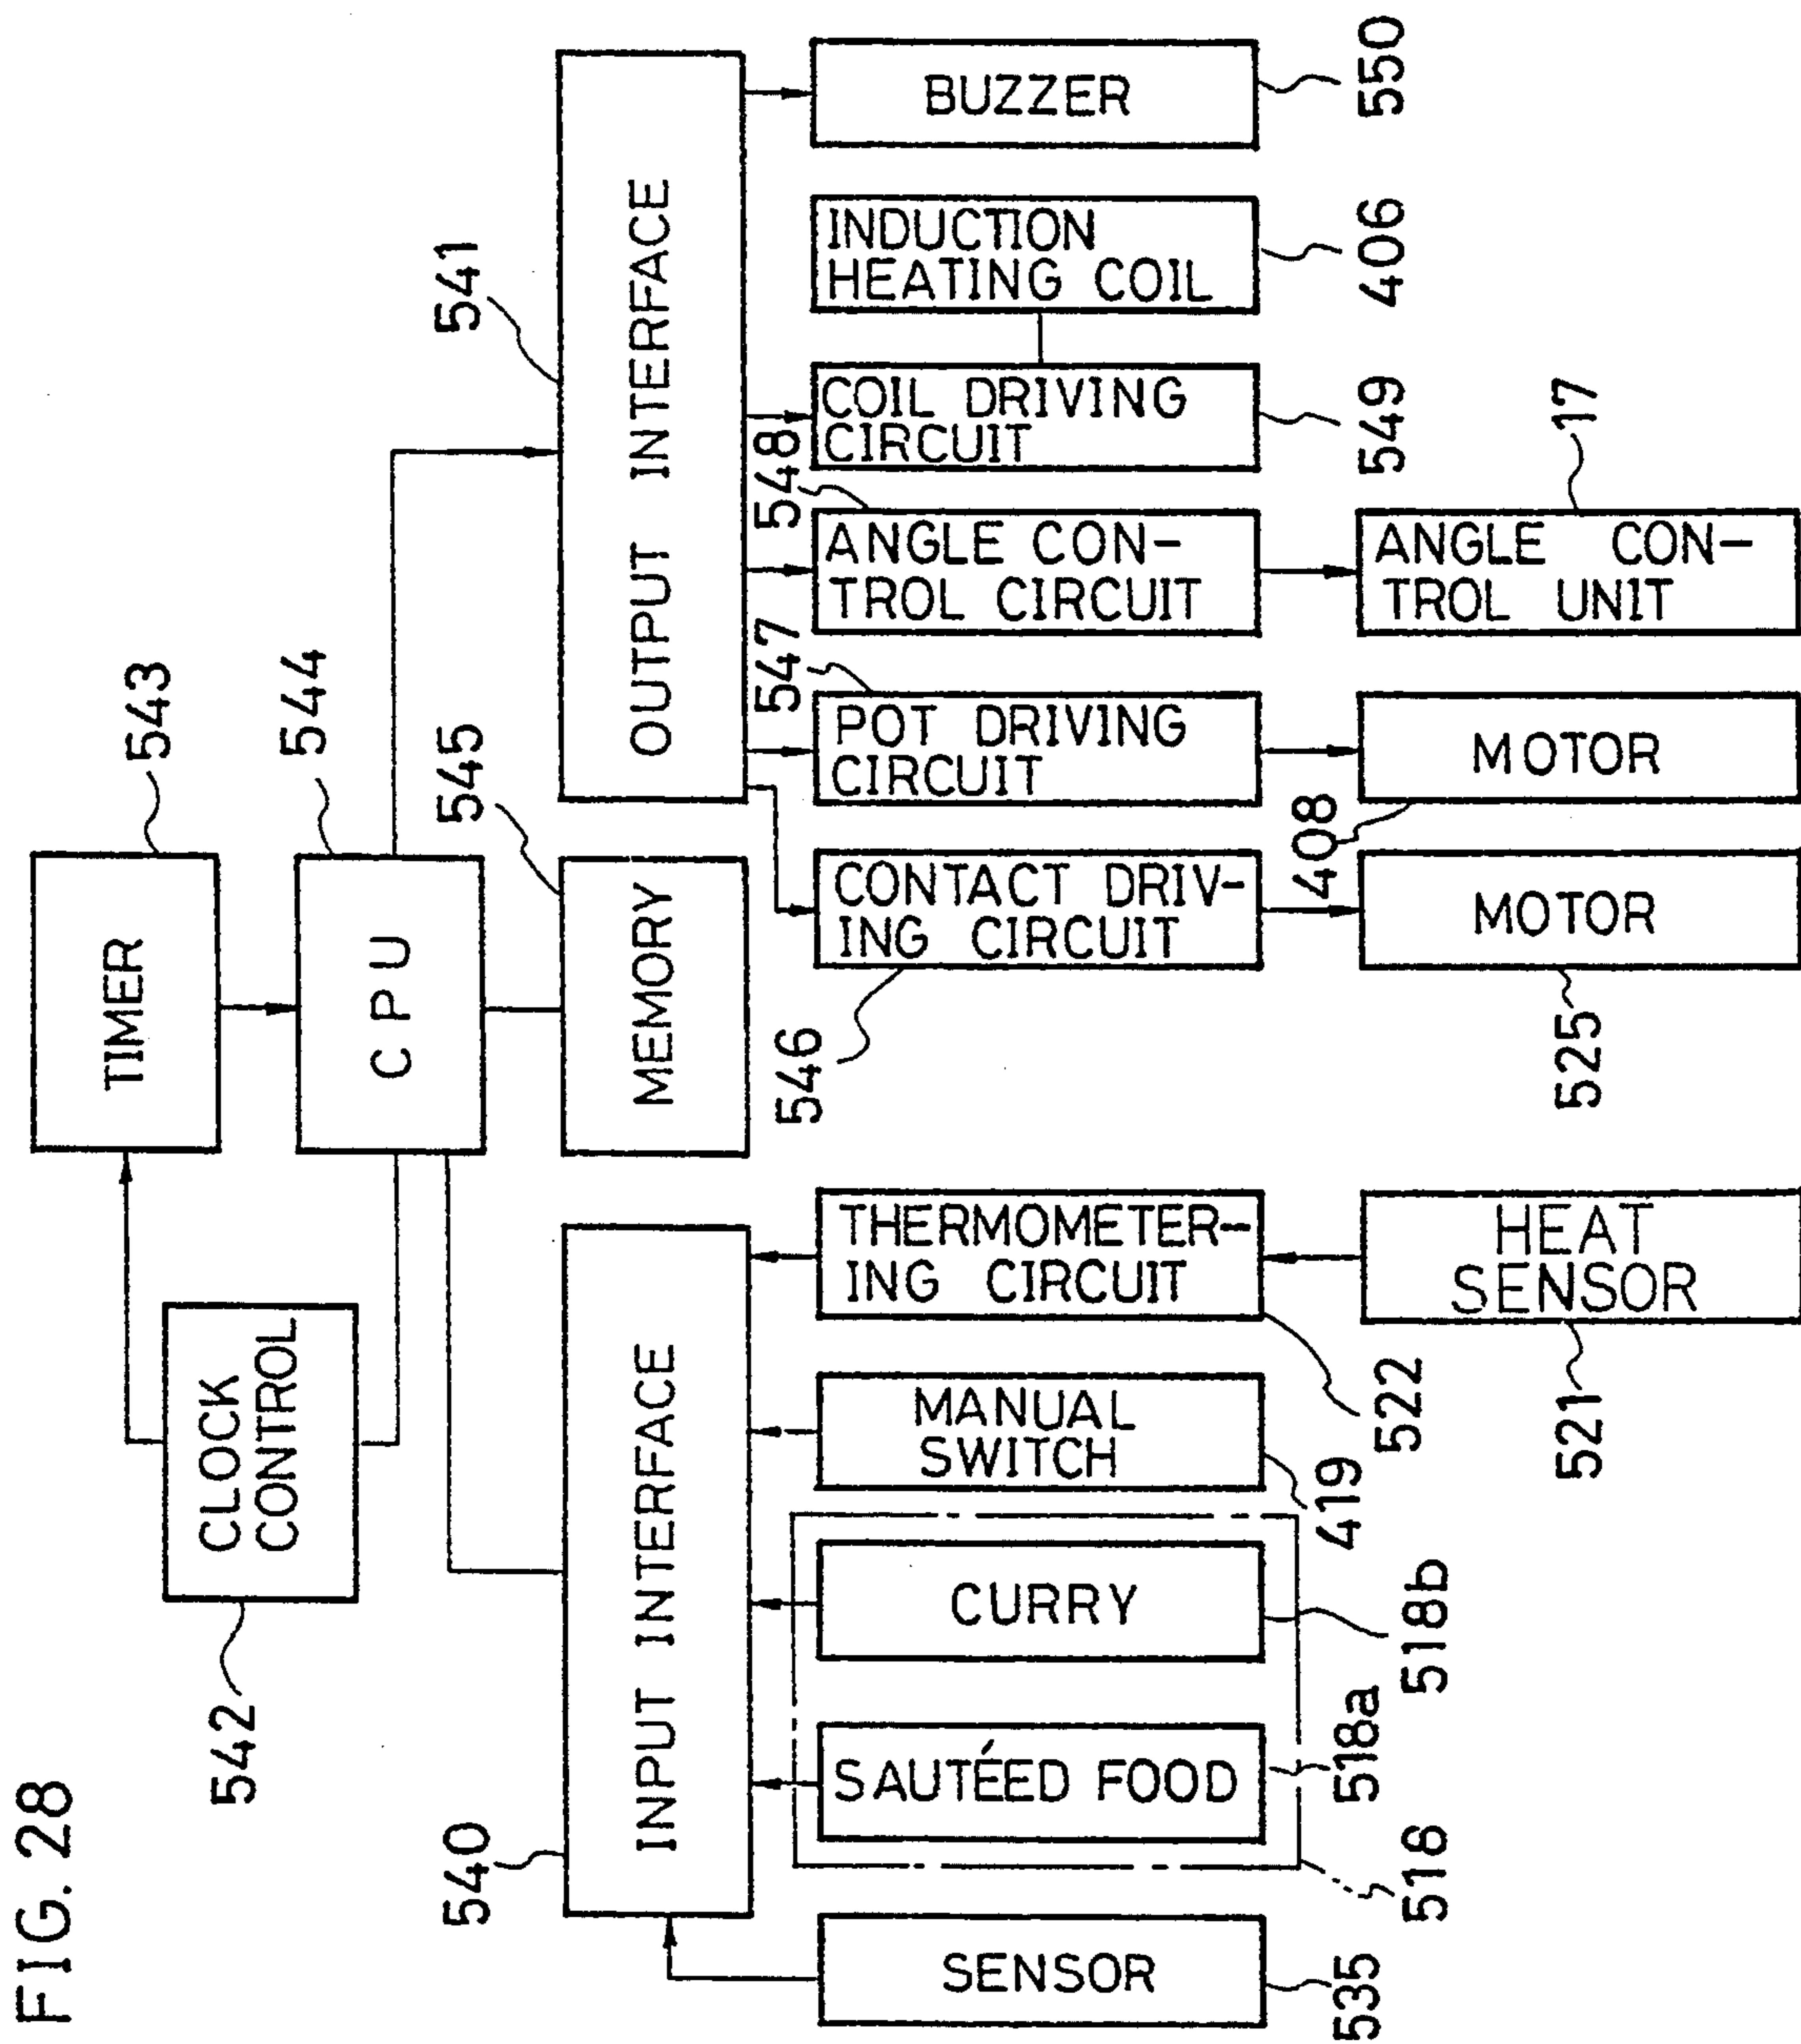 FIG. 28
542
CLOCK
CONTROL
TIMER
543
CPU
544
MEMORY
545
540
INPUT INTERFACE
541
OUTPUT INTERFACE
SENSOR
535
SAUTÉED FOOD
518a
CURRY
518b
518
MANUAL
SWITCH
419
THERMOMETER-
ING CIRCUIT
522
HEAT
SENSOR
521
546
CONTACT DRIV-
ING CIRCUIT
MOTOR
525
547
POT DRIVING
CIRCUIT
MOTOR
408
548
ANGLE CON-
TROL CIRCUIT
ANGLE CON-
TROL UNIT
17
COIL DRIVING
CIRCUIT
549
INDUCTION
HEATING COIL
406
BUZZER
550